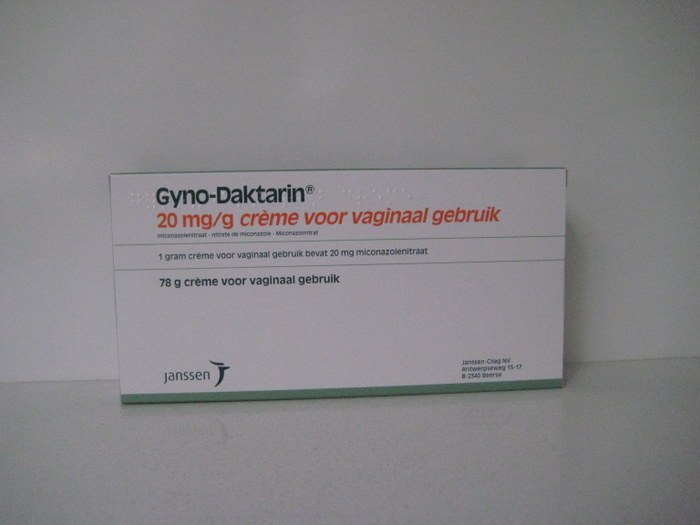 Gyno-Daktarin®
20 mg/g crème voor vaginaal gebruik
miconazolenitraat - nitrate de miconazole - Miconazolnitrat
1 gram crème voor vaginaal gebruik bevat 20 mg miconazolenitraat
78 g crème voor vaginaal gebruik
janssen
Janssen-Cilag NV
Antwerpseweg 15-17
B-2340 Beerse